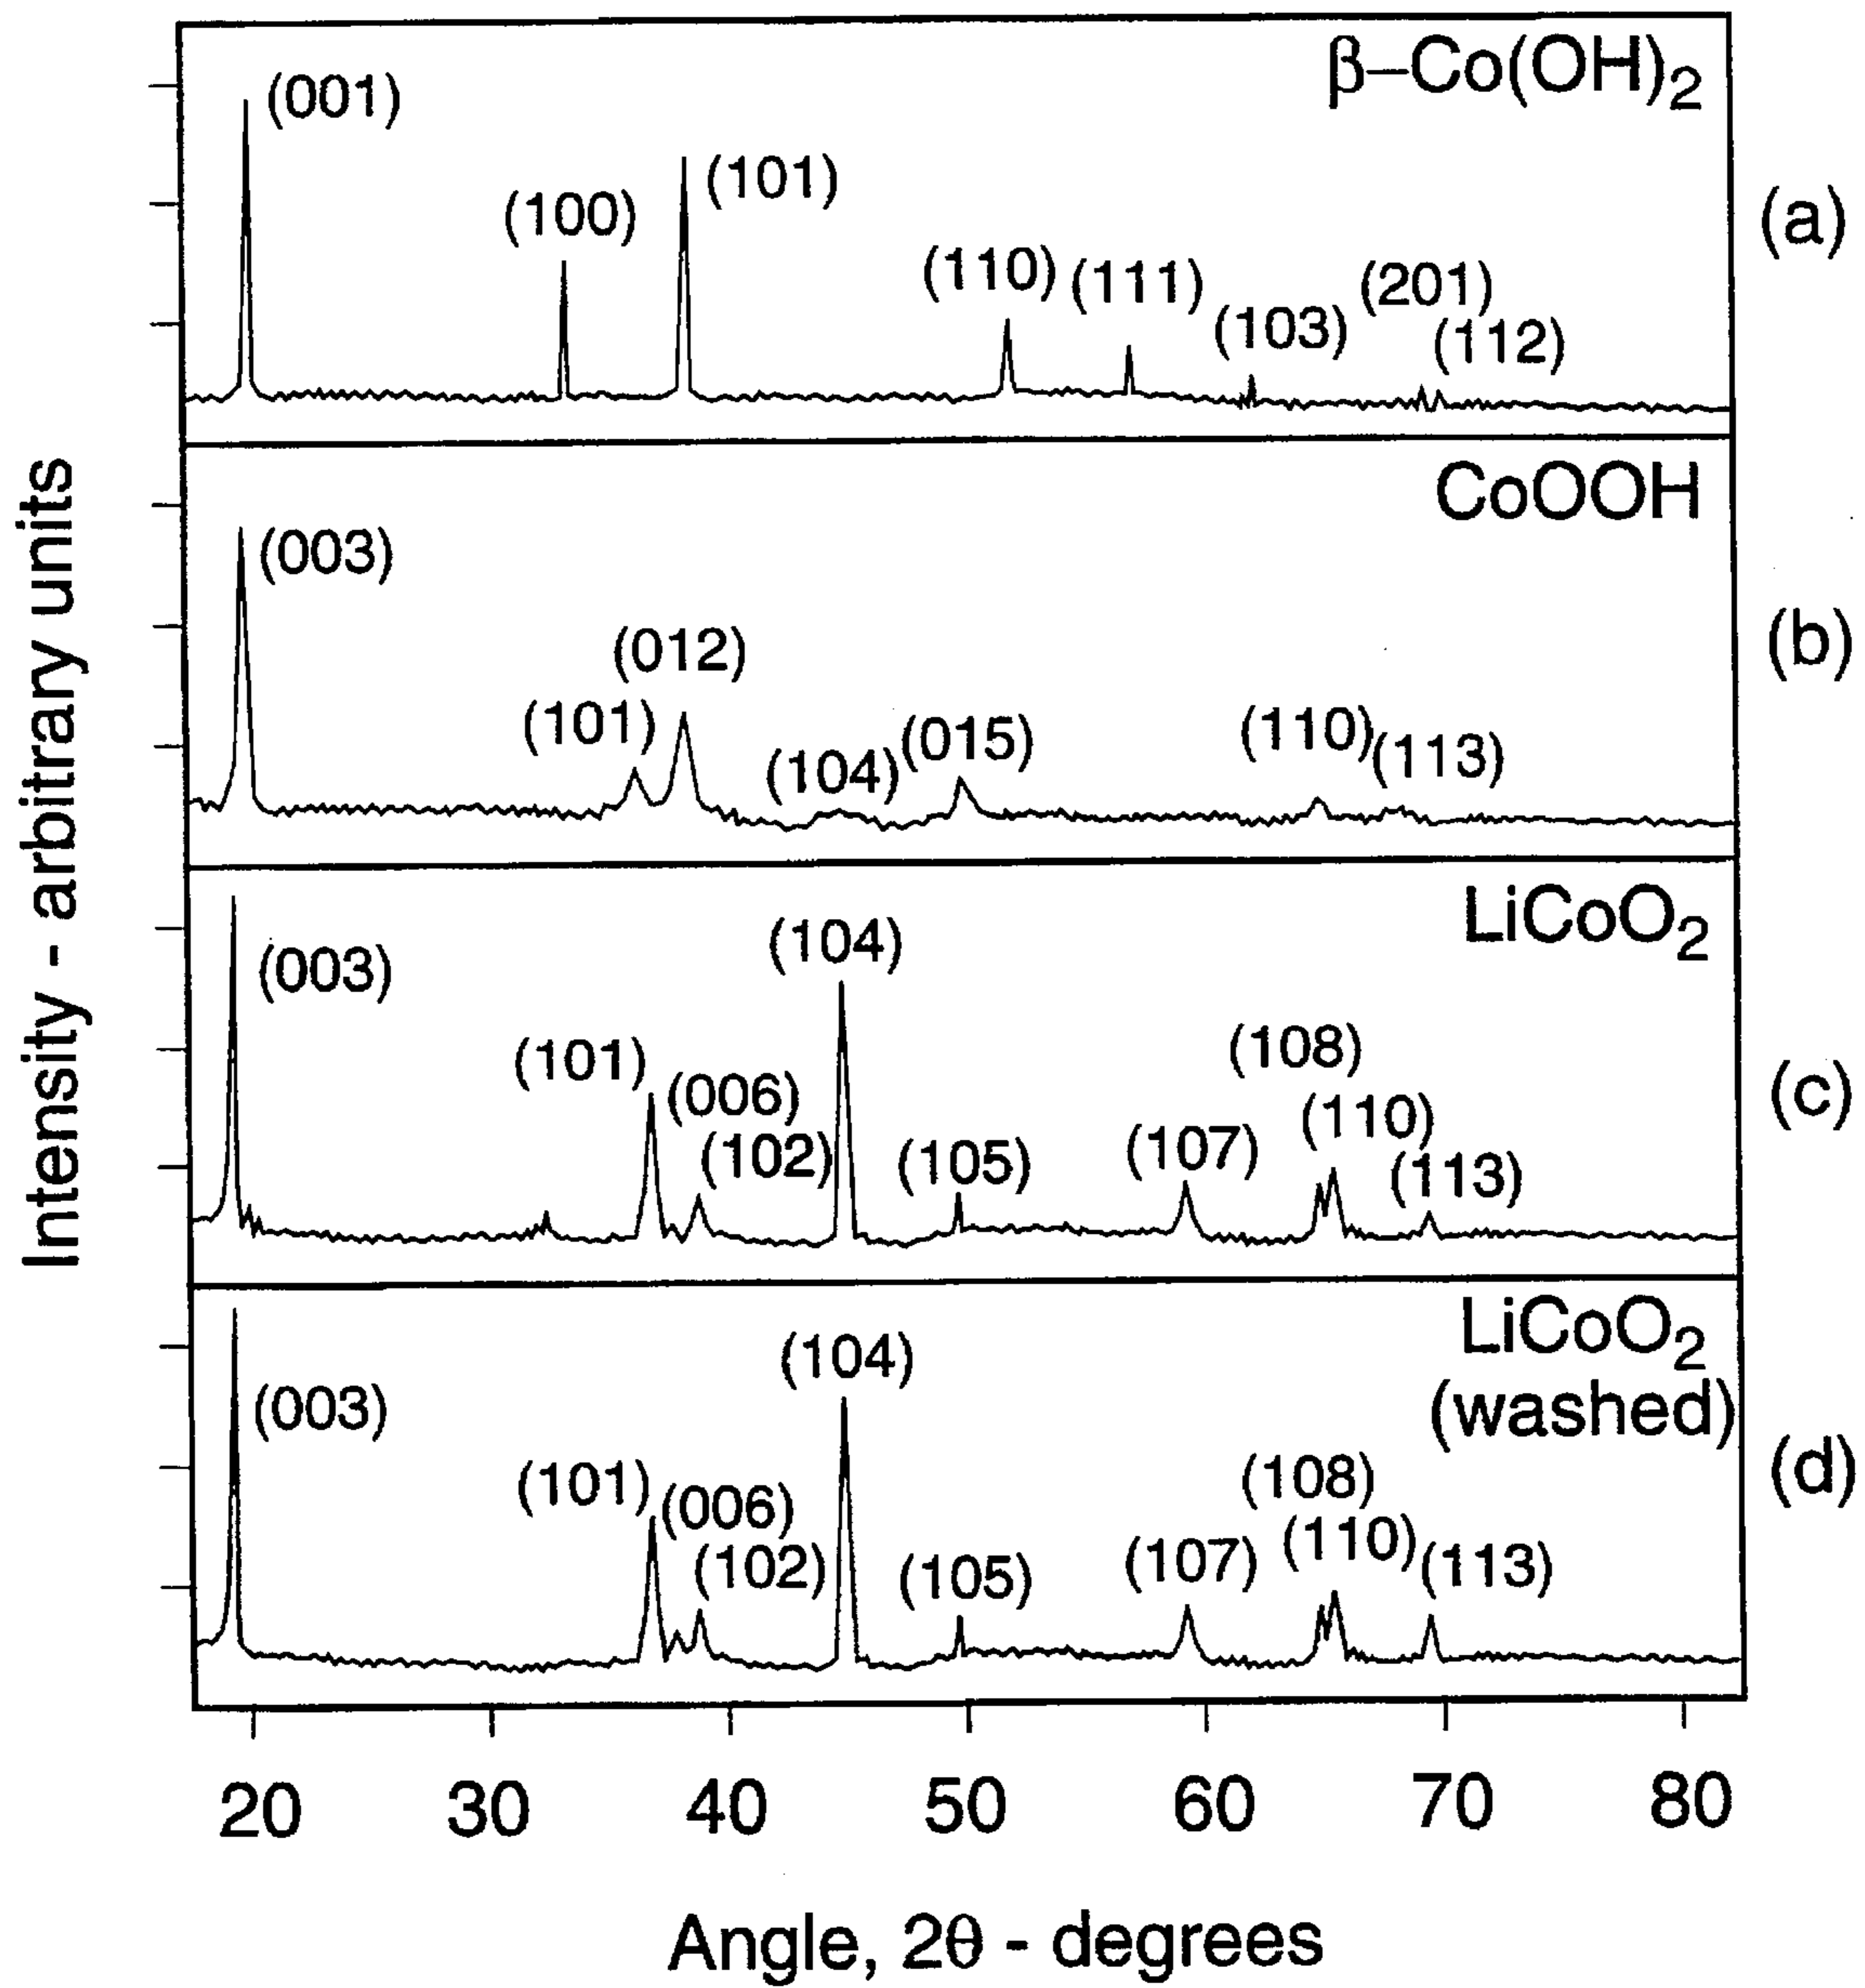 β–Co(OH)₂
(001)
(100)
(101)
(110)
(111)
(103)
(201)
(112)
(a)
CoOOH
(003)
(101)
(012)
(104)
(015)
(110)
(113)
(b)
LiCoO₂
(003)
(101)
(006)
(102)
(104)
(105)
(107)
(108)
(110)
(113)
(c)
LiCoO₂
(washed)
(003)
(101)
(006)
(102)
(104)
(105)
(107)
(108)
(110)
(113)
(d)
Intensity - arbitrary units
20 30 40 50 60 70 80
Angle, 2θ - degrees